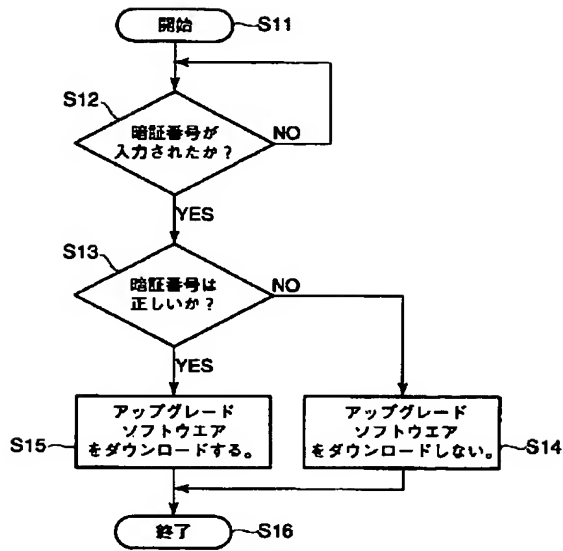 開始
S11
S12
暗証番号が
入力されたか？
NO
YES
S13
暗証番号は
正しいか？
NO
YES
アップグレード
ソフトウエア
をダウンロードする。
S15
アップグレード
ソフトウエア
をダウンロードしない。
S14
終了
S16